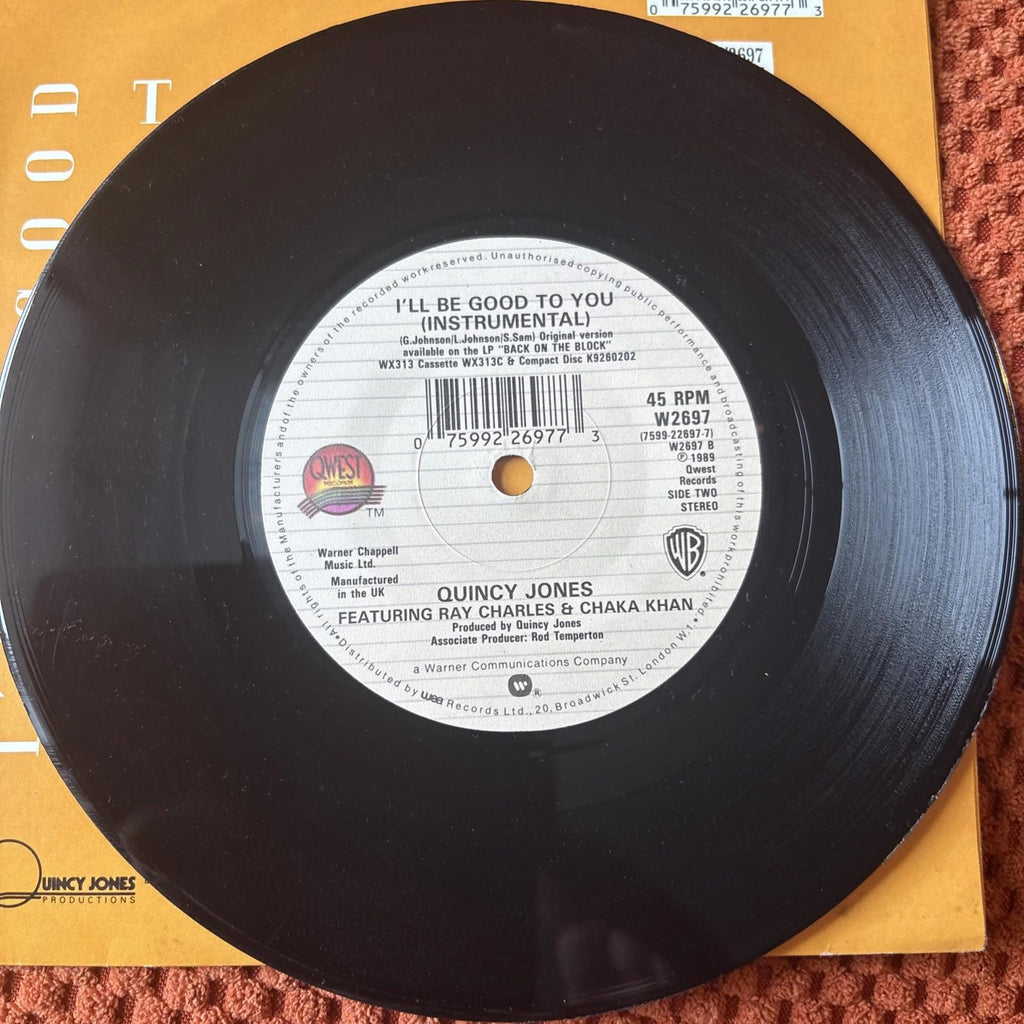 0 75992 26977 3
2697
T
G O O D
I
All rights of the Manufacturers and of the owners of the recorded work reserved. Unauthorised copying public performance and broadcasting of this work prohibited.
I'LL BE GOOD TO YOU
(INSTRUMENTAL)
(G.Johnson/L.Johnson/S.Sam) Original version
available on the LP "BACK ON THE BLOCK"
WX313 Cassette WX313C & Compact Disc K9260202
0 75992 26977 3
45 RPM
W2697
(7599-22697-7)
W2697 B
℗ 1989
Qwest
Records
SIDE TWO
STEREO
QWEST
RECORDS
TM
WB
®
Warner Chappell
Music Ltd.
Manufactured
in the UK
QUINCY JONES
FEATURING RAY CHARLES & CHAKA KHAN
Produced by Quincy Jones
Associate Producer: Rod Temperton
a Warner Communications Company
®
• Distributed by wea Records Ltd., 20, Broadwick St. London W.1. •
QUINCY JONES
PRODUCTIONS